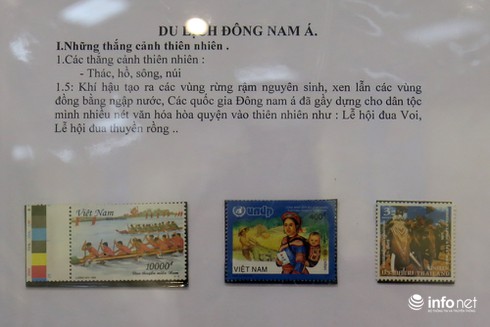 DU LỊCH ĐÔNG NAM Á.
I.Những thắng cảnh thiên nhiên .
1.Các thắng cảnh thiên nhiên :
- Thác, hồ, sông, núi
1.5: Khí hậu tạo ra các vùng rừng rậm nguyên sinh, xen lẫn các vùng
đồng bằng ngập nước, Các quốc gia Đông nam á đã gầy dựng cho dân tộc
mình nhiều nét văn hóa hòa quyện vào thiên nhiên như : Lễ hội đua Voi,
Lễ hội đua thuyền rồng ..
Việt Nam
10000đ
undp
VIỆT NAM
3
THAILAND
infonet